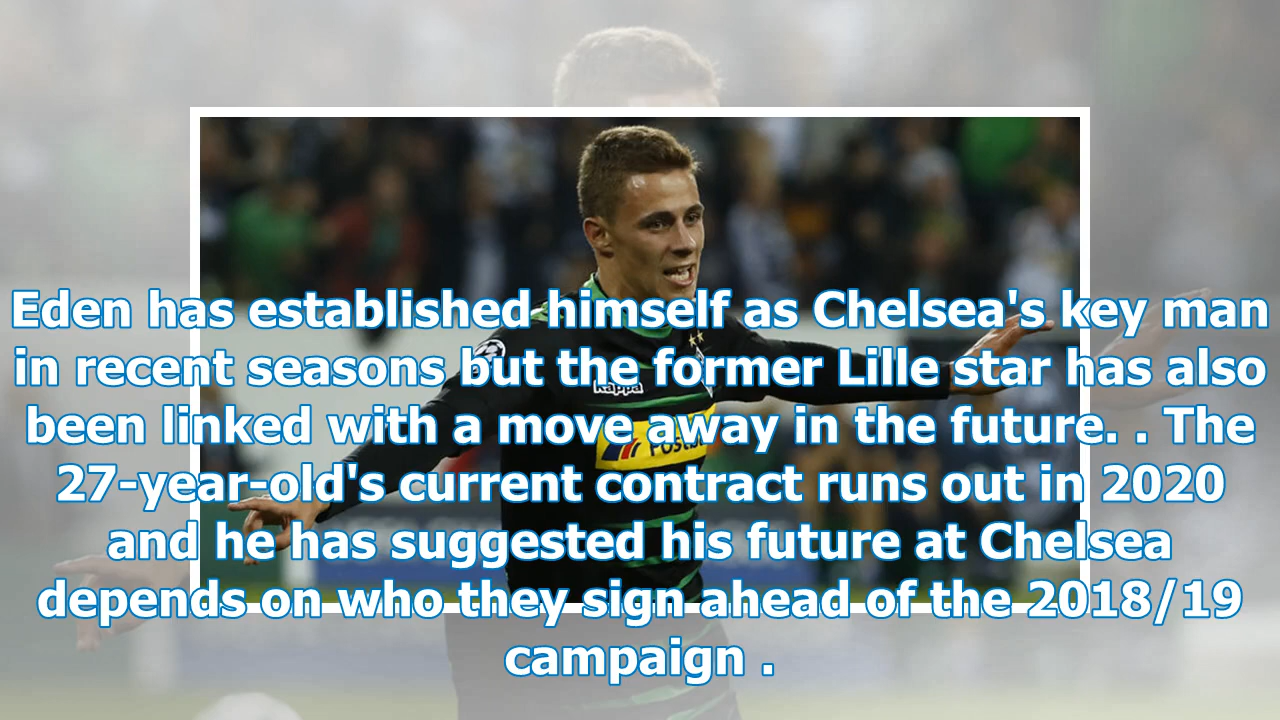 Eden has established himself as Chelsea's key man
in recent seasons but the former Lille star has also
been linked with a move away in the future. . The
27-year-old's current contract runs out in 2020
and he has suggested his future at Chelsea
depends on who they sign ahead of the 2018/19
campaign .
Kappa